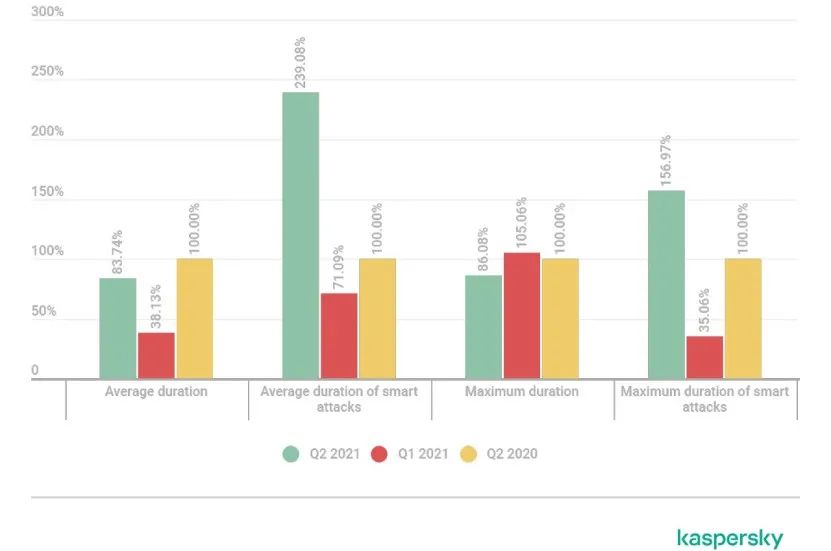 300%
250%
200%
150%
100%
50%
0
83.74%
38.13%
100.00%
239.08%
71.09%
100.00%
86.08%
105.06%
100.00%
156.97%
35.06%
100.00%
Average duration
Average duration of smart
attacks
Maximum duration
Maximum duration of smart
attacks
Q2 2021 Q1 2021 Q2 2020
kaspersky